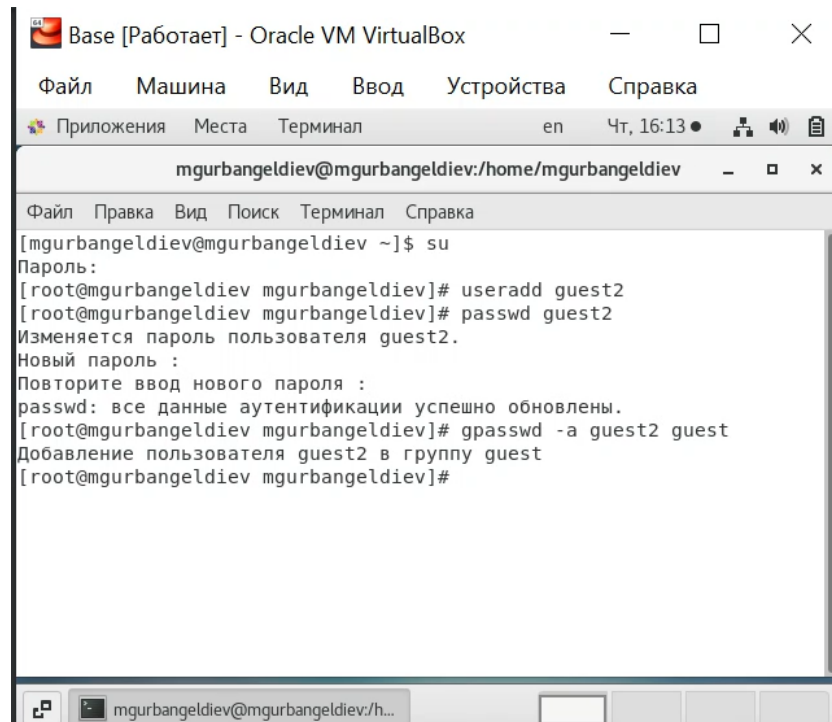 64
Base [Работает] - Oracle VM VirtualBox
Файл Машина Вид Ввод Устройства Справка
Приложения Места Терминал en Чт, 16:13
mgurbangeldiev@mgurbangeldiev:/home/mgurbangeldiev
Файл Правка Вид Поиск Терминал Справка
[mgurbangeldiev@mgurbangeldiev ~]$ su
Пароль:
[root@mgurbangeldiev mgurbangeldiev]# useradd guest2
[root@mgurbangeldiev mgurbangeldiev]# passwd guest2
Изменяется пароль пользователя guest2.
Новый пароль :
Повторите ввод нового пароля :
passwd: все данные аутентификации успешно обновлены.
[root@mgurbangeldiev mgurbangeldiev]# gpasswd -a guest2 guest
Добавление пользователя guest2 в группу guest
[root@mgurbangeldiev mgurbangeldiev]#
mgurbangeldiev@mgurbangeldiev:/h...